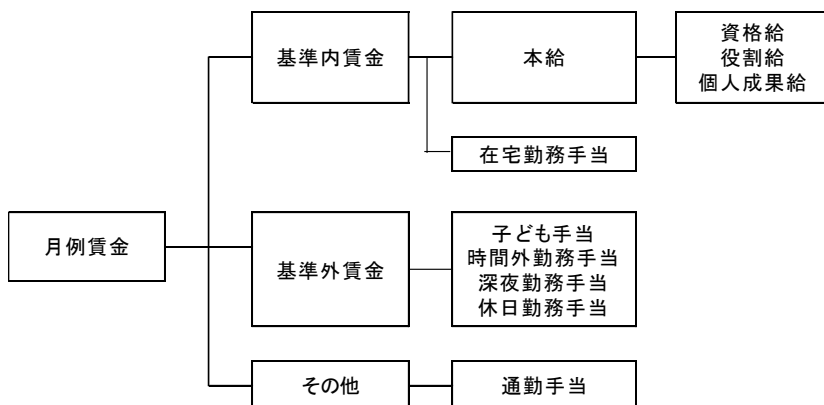 基準内賃金
本給
資格給
役割給
個人成果給
在宅勤務手当
月例賃金
基準外賃金
子ども手当
時間外勤務手当
深夜勤務手当
休日勤務手当
その他
通勤手当